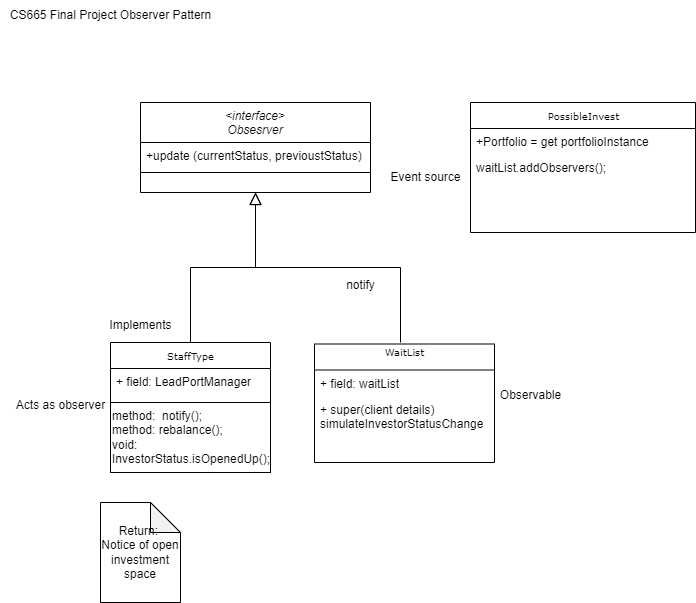 CS665 Final Project Observer Pattern
<interface>
Obsesrver
+update (currentStatus, previoustStatus)
PossibleInvest
+Portfolio = get portfolioInstance
waitList.addObservers();
Event source
notify
Implements
StaffType
+ field: LeadPortManager
method:  notify();
method: rebalance();
void:
InvestorStatus.isOpenedUp();
Acts as observer
WaitList
+ field: waitList
+ super(client details)
simulateInvestorStatusChange
Observable
Return:
Notice of open
investment
space